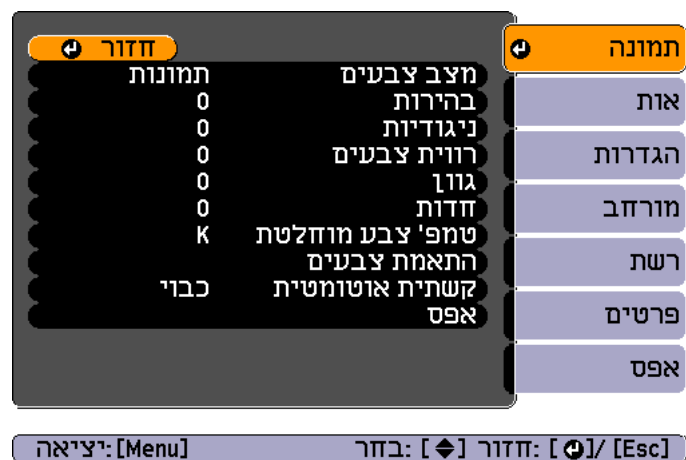 חזור
מצב צבעים תמונות
בהירות 0
ניגודיות 0
רווית צבעים 0
גוון 0
חדות 0
טמפ' צבע מוחלטת K
התאמת צבעים
קשתית אוטומטית כבוי
אפס
תמונה
אות
הגדרות
מורחב
רשת
פרטים
אפס
[Esc] /[ ] :חזור [ ] :בחר [Menu]:יציאה